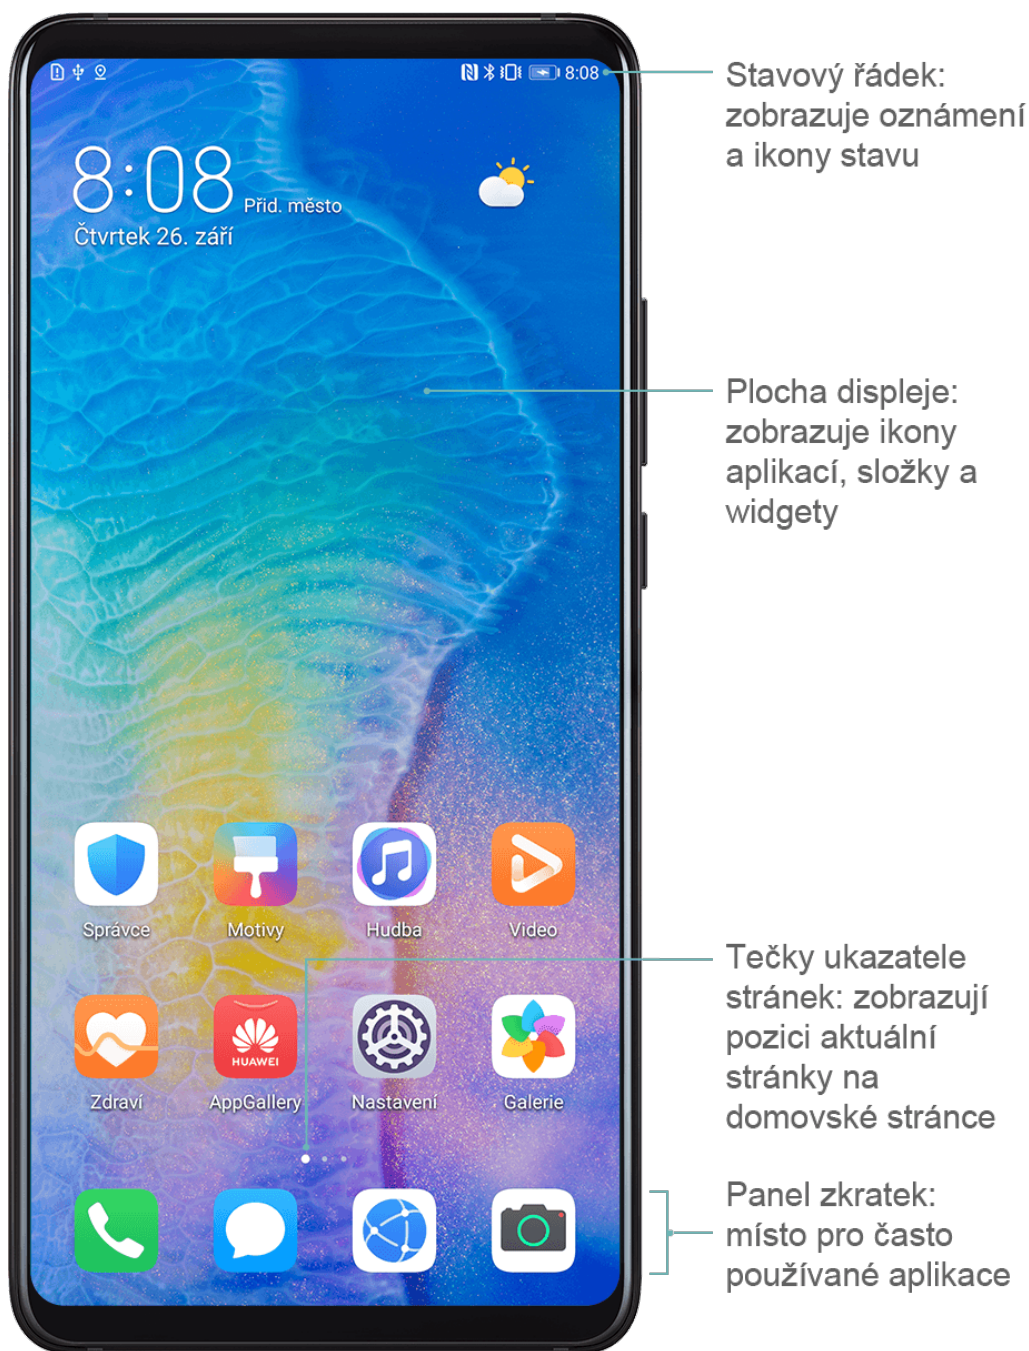 8:08
Stavový řádek:
zobrazuje oznámení
a ikony stavu
8:08
Přid. město
Čtvrtek 26. září
Plocha displeje:
zobrazuje ikony
aplikací, složky a
widgety
Správce
Motivy
Hudba
Video
Tečky ukazatele
stránek: zobrazují
pozici aktuální
stránky na
domovské stránce
HUAWEI
Zdraví
AppGallery
Nastavení
Galerie
Panel zkratek:
místo pro často
používané aplikace